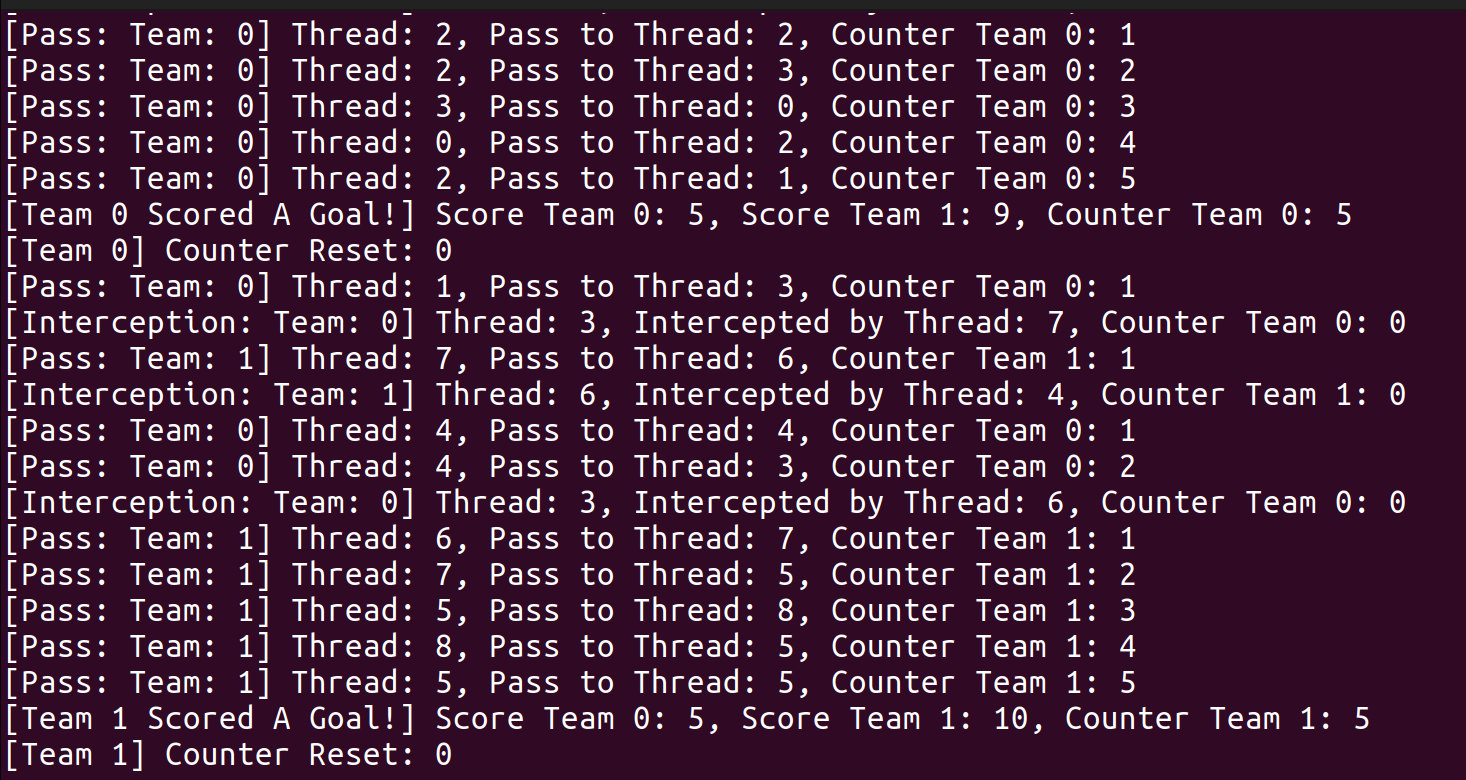 [Pass: Team: 0] Thread: 2, Pass to Thread: 2, Counter Team 0: 1
[Pass: Team: 0] Thread: 2, Pass to Thread: 3, Counter Team 0: 2
[Pass: Team: 0] Thread: 3, Pass to Thread: 0, Counter Team 0: 3
[Pass: Team: 0] Thread: 0, Pass to Thread: 2, Counter Team 0: 4
[Pass: Team: 0] Thread: 2, Pass to Thread: 1, Counter Team 0: 5
[Team 0 Scored A Goal!] Score Team 0: 5, Score Team 1: 9, Counter Team 0: 5
[Team 0] Counter Reset: 0
[Pass: Team: 0] Thread: 1, Pass to Thread: 3, Counter Team 0: 1
[Interception: Team: 0] Thread: 3, Intercepted by Thread: 7, Counter Team 0: 0
[Pass: Team: 1] Thread: 7, Pass to Thread: 6, Counter Team 1: 1
[Interception: Team: 1] Thread: 6, Intercepted by Thread: 4, Counter Team 1: 0
[Pass: Team: 0] Thread: 4, Pass to Thread: 4, Counter Team 0: 1
[Pass: Team: 0] Thread: 4, Pass to Thread: 3, Counter Team 0: 2
[Interception: Team: 0] Thread: 3, Intercepted by Thread: 6, Counter Team 0: 0
[Pass: Team: 1] Thread: 6, Pass to Thread: 7, Counter Team 1: 1
[Pass: Team: 1] Thread: 7, Pass to Thread: 5, Counter Team 1: 2
[Pass: Team: 1] Thread: 5, Pass to Thread: 8, Counter Team 1: 3
[Pass: Team: 1] Thread: 8, Pass to Thread: 5, Counter Team 1: 4
[Pass: Team: 1] Thread: 5, Pass to Thread: 5, Counter Team 1: 5
[Team 1 Scored A Goal!] Score Team 0: 5, Score Team 1: 10, Counter Team 1: 5
[Team 1] Counter Reset: 0